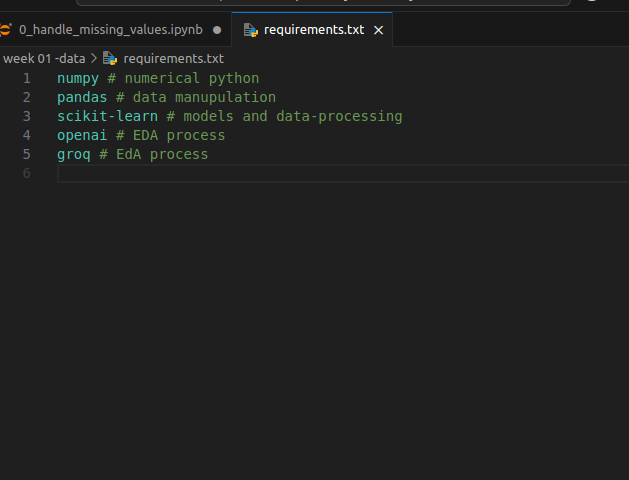 0_handle_missing_values.ipynb
requirements.txt
week 01 -data > requirements.txt
1 numpy # numerical python
2 pandas # data manupulation
3 scikit-learn # models and data-processing
4 openai # EDA process
5 groq # EdA process
6